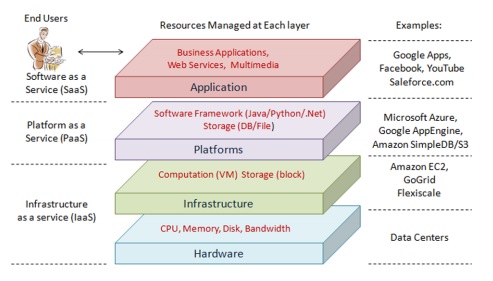 End Users
Resources Managed at Each layer
Examples:
Software as a
Service (SaaS)
Business Applications,
Web Services, Multimedia
Application
Google Apps,
Facebook, YouTube
Saleforce.com
Platform as a
Service (PaaS)
Software Framework (Java/Python/.Net)
Storage (DB/File)
Platforms
Microsoft Azure,
Google AppEngine,
Amazon SimpleDB/S3
Infrastructure
as a service (IaaS)
Computation (VM) Storage (block)
Infrastructure
Amazon EC2,
GoGrid
Flexiscale
CPU, Memory, Disk, Bandwidth
Hardware
Data Centers